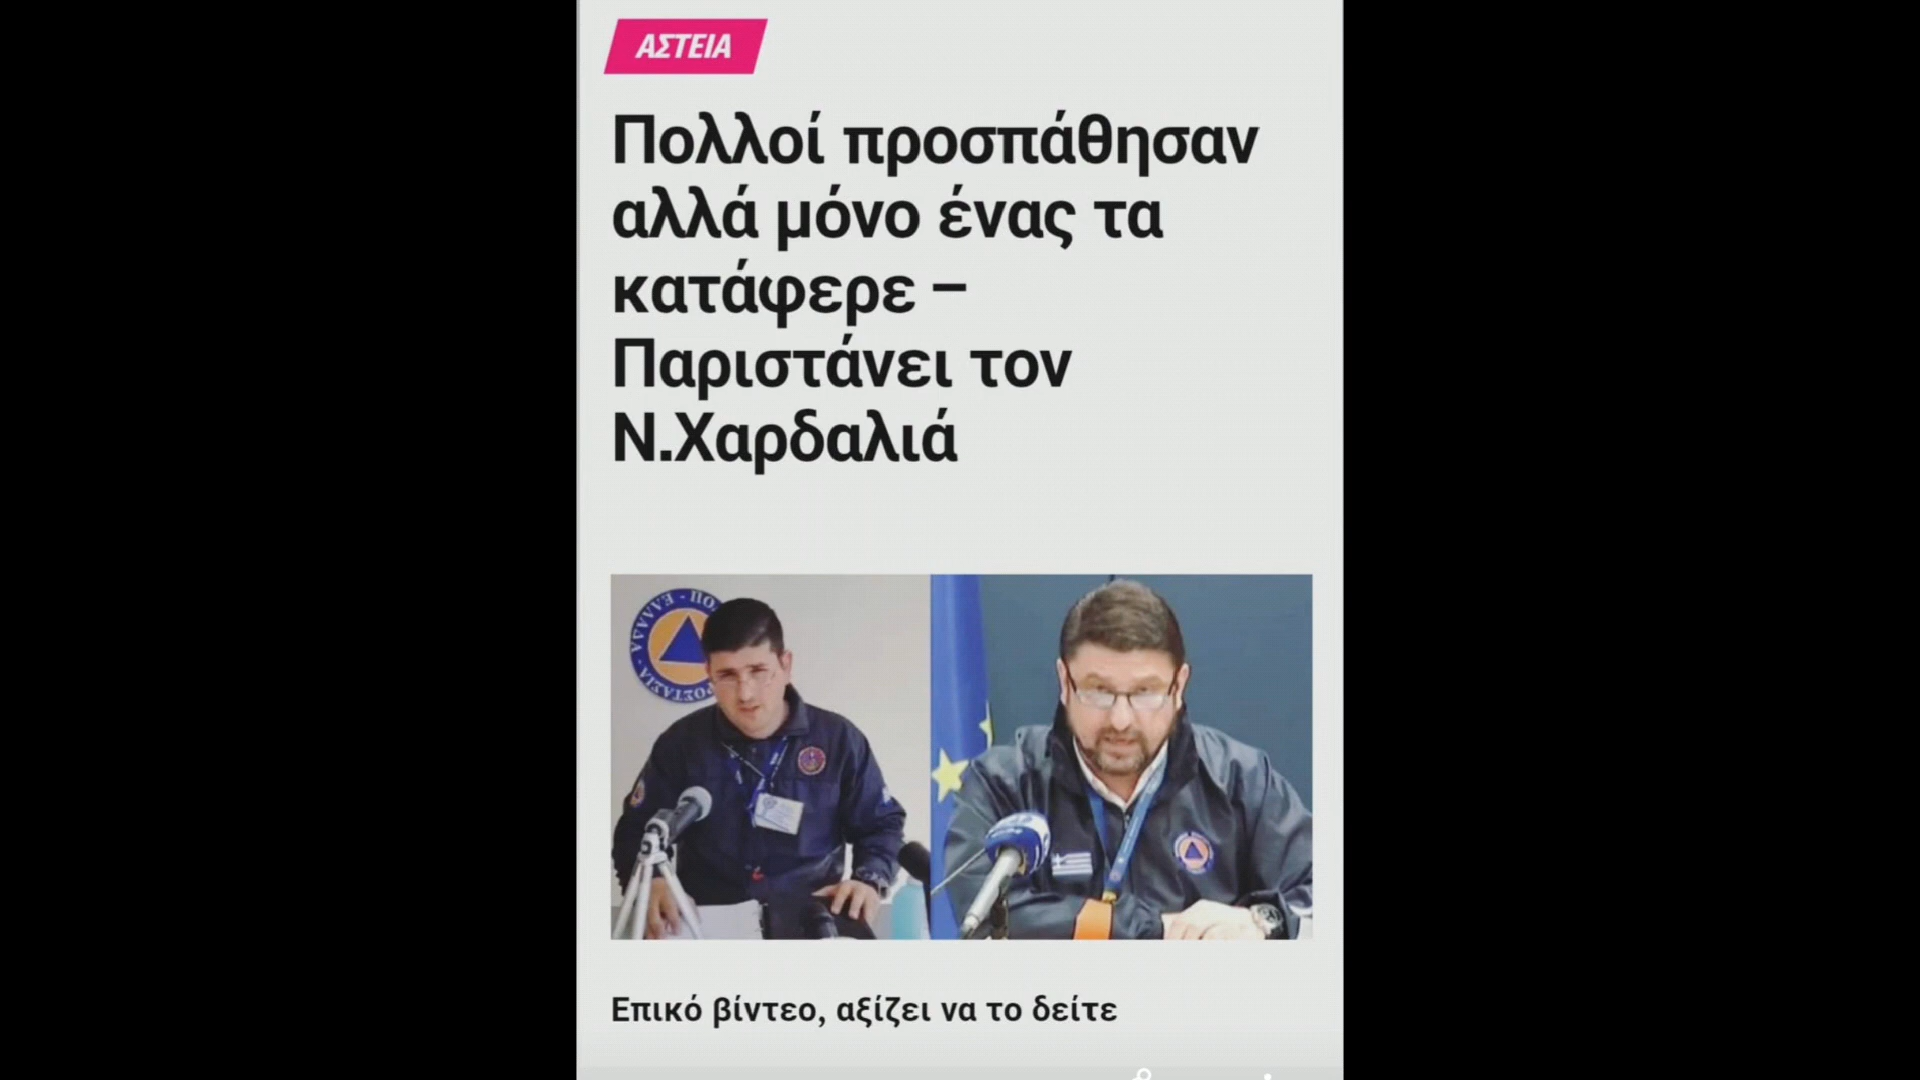 ΑΣΤΕΙΑ
Πολλοί προσπάθησαν
αλλά μόνο ένας τα
κατάφερε –
Παριστάνει τον
Ν.Χαρδαλιά
Επικό βίντεο, αξίζει να το δείτε